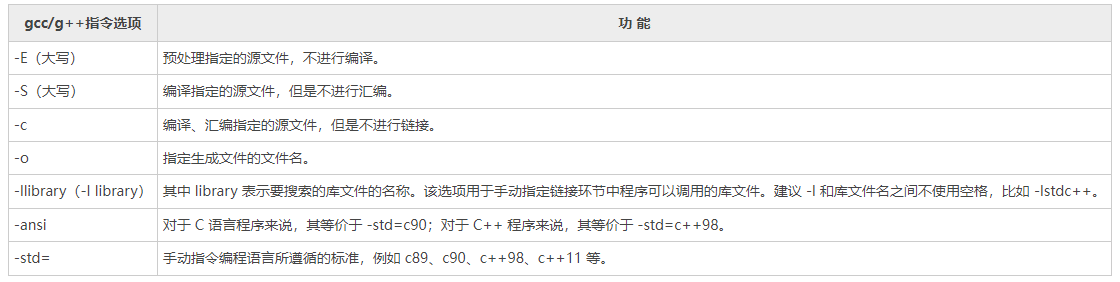 gcc/g++指令选项 功 能
-E（大写） 预处理指定的源文件，不进行编译。
-S（大写） 编译指定的源文件，但是不进行汇编。
-c 编译、汇编指定的源文件，但是不进行链接。
-o 指定生成文件的文件名。
-llibrary（-I library） 其中 library 表示要搜索的库文件的名称。该选项用于手动指定链接环节中程序可以调用的库文件。建议 -l 和库文件名之间不使用空格，比如 -lstdc++。
-ansi 对于 C 语言程序来说，其等价于 -std=c90；对于 C++ 程序来说，其等价于 -std=c++98。
-std= 手动指令编程语言所遵循的标准，例如 c89、c90、c++98、c++11 等。